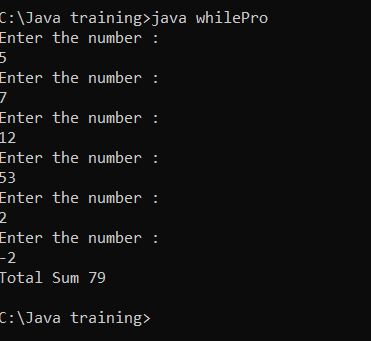 C:\Java training>java whilePro
Enter the number :
5
Enter the number :
7
Enter the number :
12
Enter the number :
53
Enter the number :
2
Enter the number :
-2
Total Sum 79
C:\Java training>